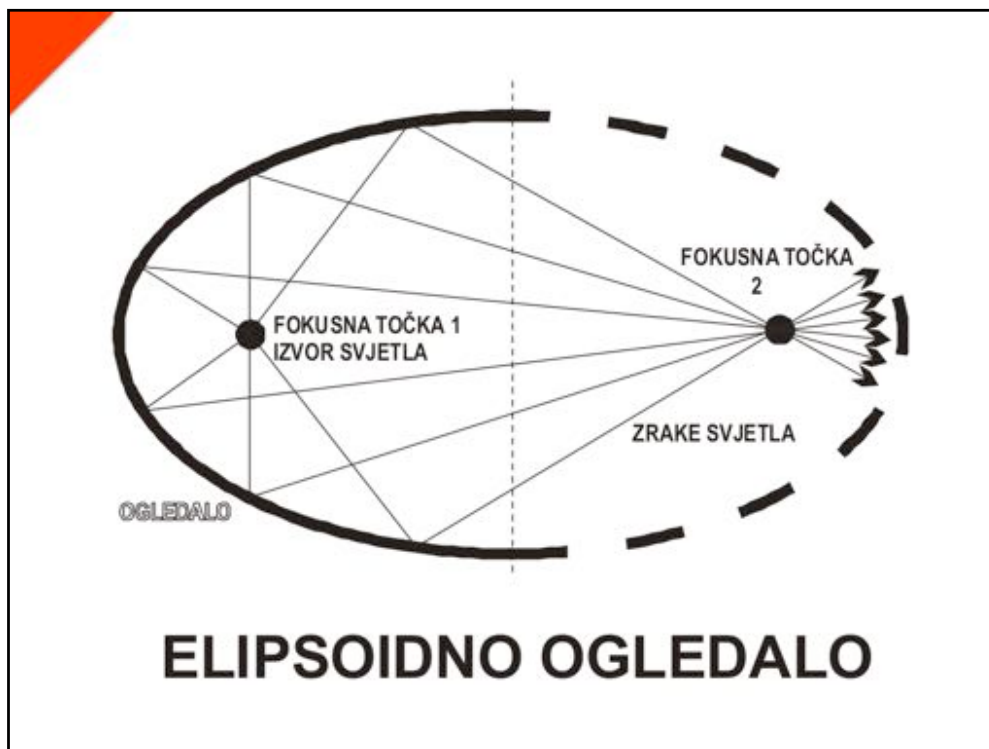 FOKUSNA TOČKA
2
FOKUSNA TOČKA 1
IZVOR SVJETLA
ZRAKE SVJETLA
OGLEDALO
ELIPSOIDNO OGLEDALO